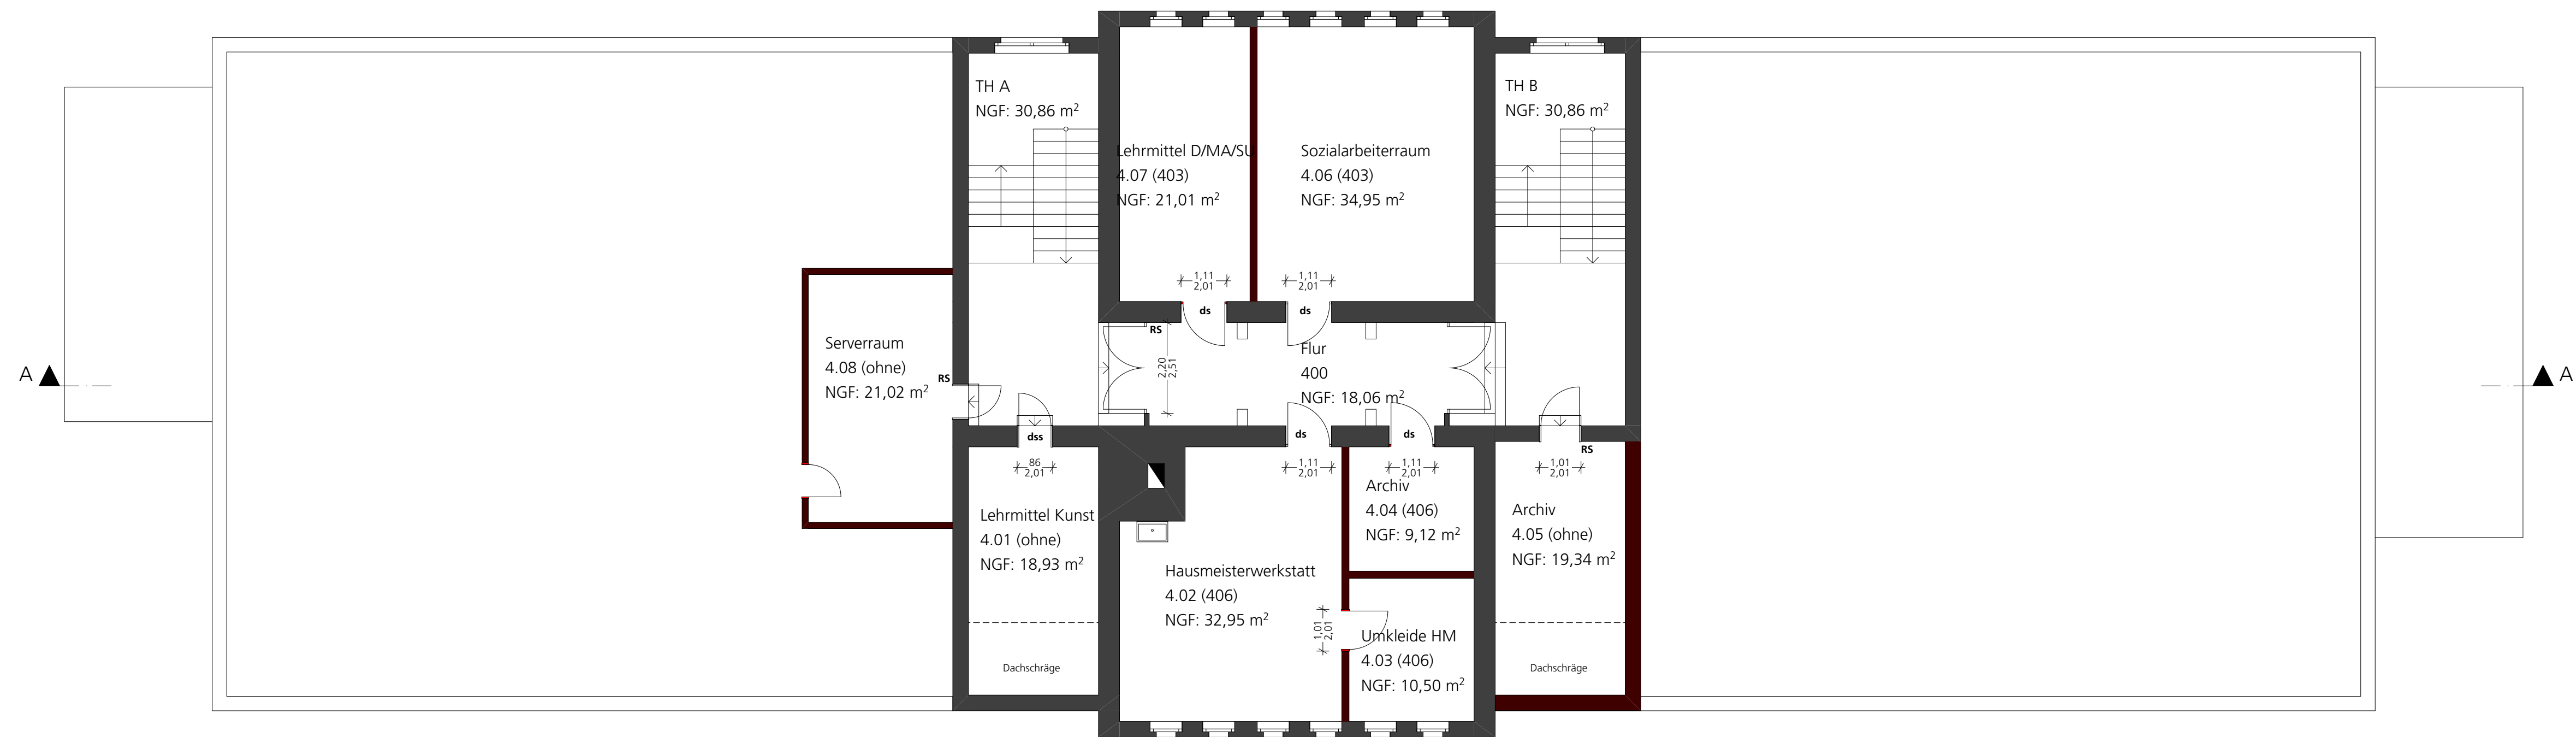 TH A
NGF: 30,86 m²
TH B
NGF: 30,86 m²
Lehrmittel D/MA/SU
4.07 (403)
NGF: 21,01 m²
Sozialarbeiterraum
4.06 (403)
NGF: 34,95 m²
1,11
2,01
1,11
2,01
ds
ds
RS
Serverraum
4.08 (ohne)
NGF: 21,02 m²
RS
2,20
2,51
Flur
400
NGF: 18,06 m²
A
A
dss
86
2,01
ds
1,11
2,01
ds
1,11
2,01
RS
1,01
2,01
Lehrmittel Kunst
4.01 (ohne)
NGF: 18,93 m²
Archiv
4.04 (406)
NGF: 9,12 m²
Archiv
4.05 (ohne)
NGF: 19,34 m²
Hausmeisterwerkstatt
4.02 (406)
NGF: 32,95 m²
1,01
2,01
Umkleide HM
4.03 (406)
NGF: 10,50 m²
Dachschräge
Dachschräge